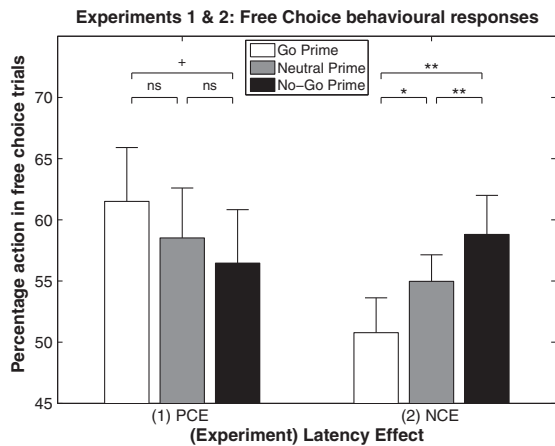 Experiments 1 & 2: Free Choice behavioural responses
Go Prime
Neutral Prime
No−Go Prime
+
ns ns
**
* **
Percentage action in free choice trials
70
65
60
55
50
45
(1) PCE (2) NCE
(Experiment) Latency Effect